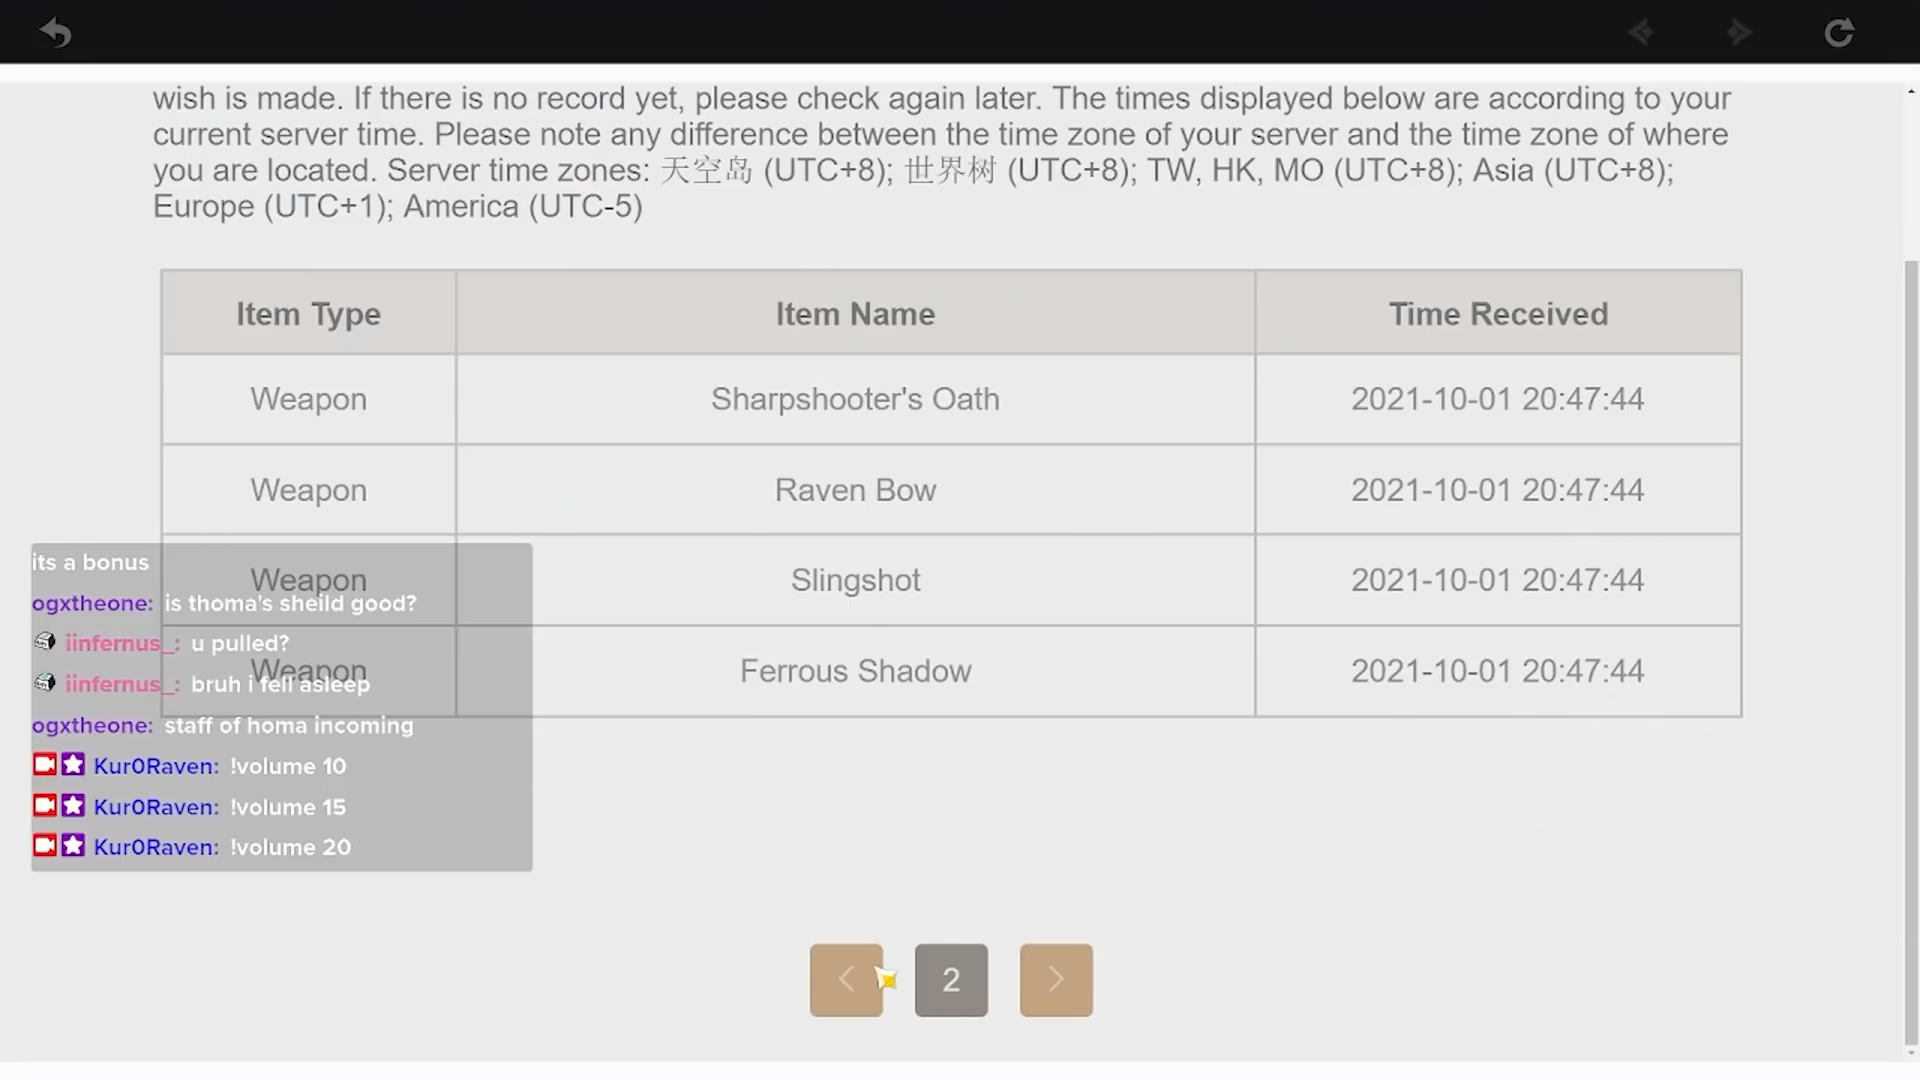 wish is made. If there is no record yet, please check again later. The times displayed below are according to your
current server time. Please note any difference between the time zone of your server and the time zone of where
you are located. Server time zones: 天空岛 (UTC+8); 世界树 (UTC+8); TW, HK, MO (UTC+8); Asia (UTC+8);
Europe (UTC+1); America (UTC-5)
Item Type Item Name Time Received
Weapon Sharpshooter's Oath 2021-10-01 20:47:44
Weapon Raven Bow 2021-10-01 20:47:44
Weapon Slingshot 2021-10-01 20:47:44
Weapon Ferrous Shadow 2021-10-01 20:47:44
its a bonus
ogxtheone: is thoma's sheild good?
iinfernus_: u pulled?
iinfernus_: bruh i fell asleep
ogxtheone: staff of homa incoming
Kur0Raven: !volume 10
Kur0Raven: !volume 15
Kur0Raven: !volume 20
2